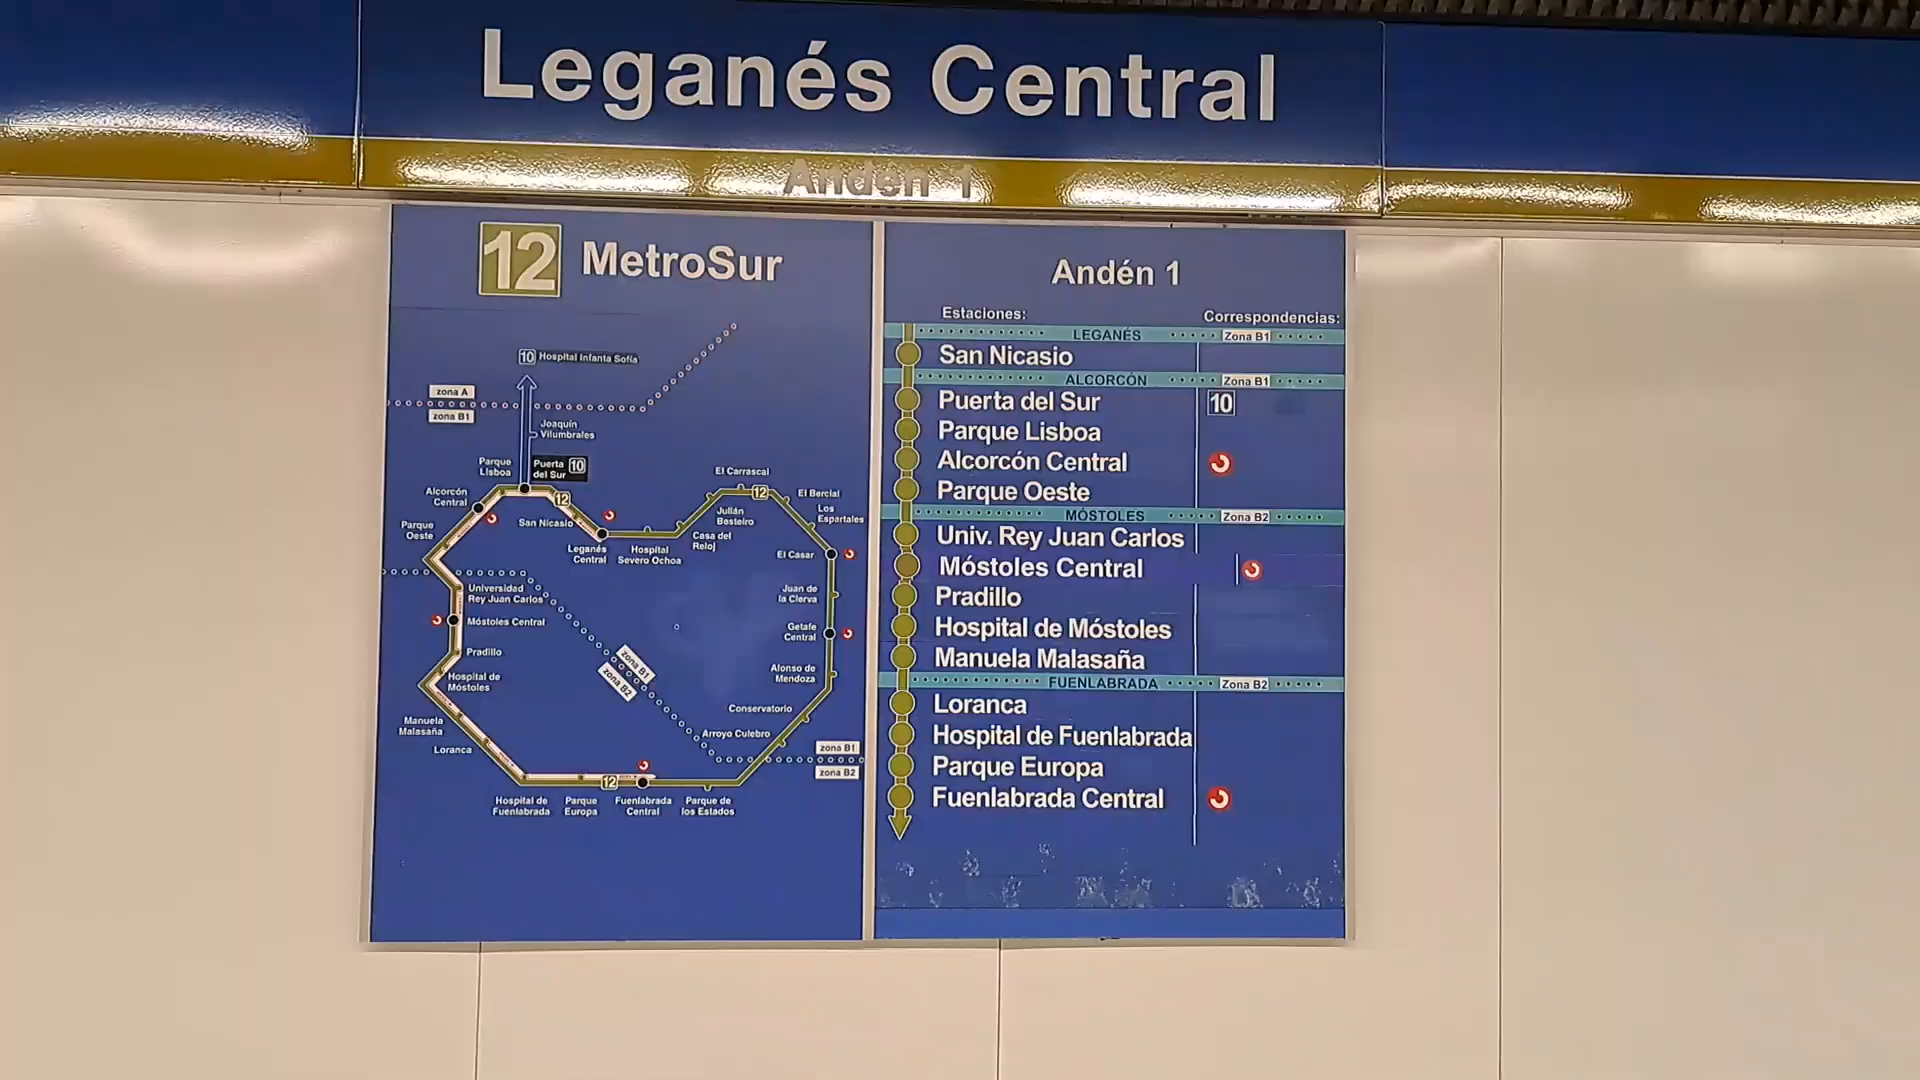 Leganés Central
Andén 1
12 MetroSur
10 Hospital Infanta Sofía
zona A
zona B1
Joaquín
Vilumbrales
Parque
Lisboa
Puerta
del Sur
10
Alcorcón
Central
12
Parque
Oeste
San Nicasio
Leganés
Central
Hospital
Severo Ochoa
Casa del
Reloj
Julián
Besteiro
El Carrascal
12
El Bercial
Los
Espartales
El Casar
Juan de
la Cierva
Getafe
Central
Alonso de
Mendoza
Conservatorio
Arroyo Culebro
zona B1
zona B2
Universidad
Rey Juan Carlos
Móstoles Central
Pradillo
Hospital de
Móstoles
zona B1
zona B2
Manuela
Malasaña
Loranca
12
Hospital de
Fuenlabrada
Parque
Europa
Fuenlabrada
Central
Parque de
los Estados
Andén 1
Estaciones: Correspondencias:
LEGANÉS Zona B1
San Nicasio
ALCORCÓN Zona B1
Puerta del Sur 10
Parque Lisboa
Alcorcón Central
Parque Oeste
MÓSTOLES Zona B2
Univ. Rey Juan Carlos
Móstoles Central
Pradillo
Hospital de Móstoles
Manuela Malasaña
FUENLABRADA Zona B2
Loranca
Hospital de Fuenlabrada
Parque Europa
Fuenlabrada Central